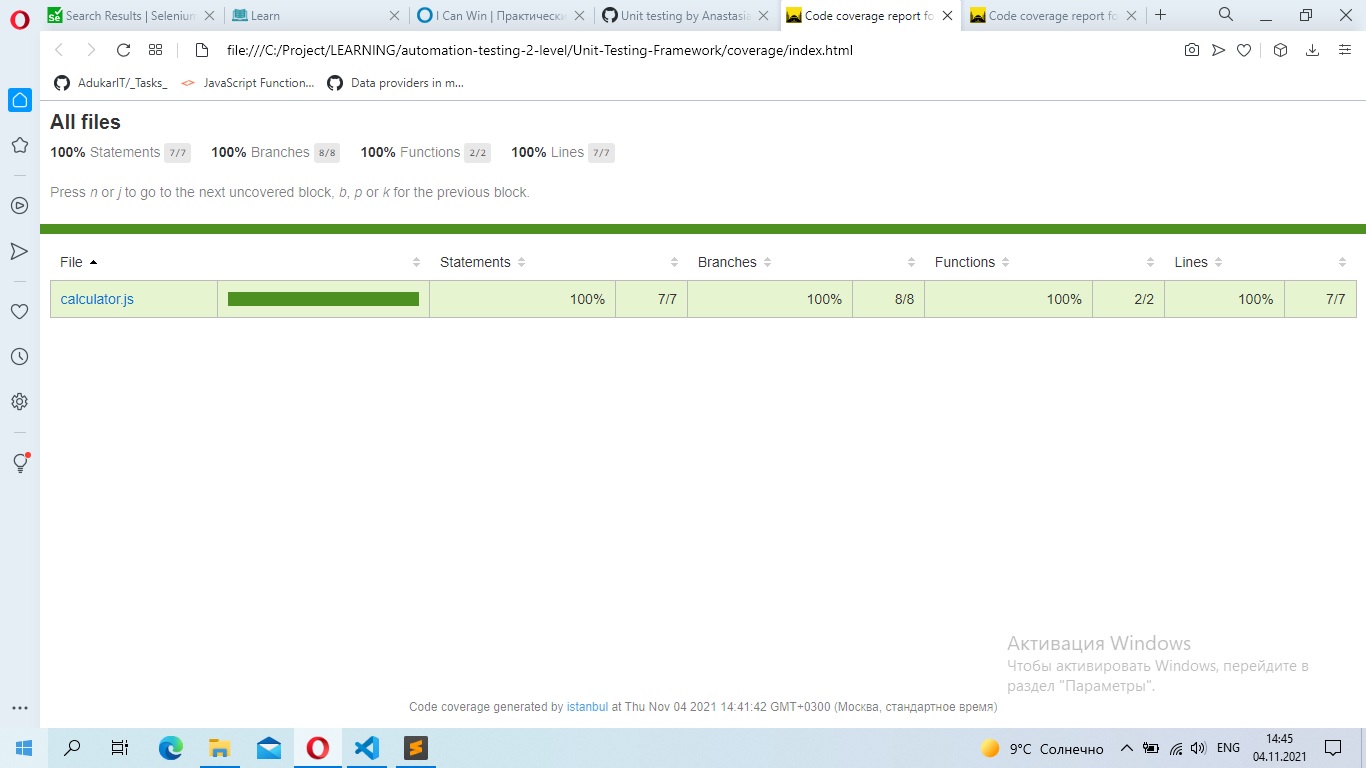 Search Results | Seleniun
Learn
I Can Win | Практически
Unit testing by Anastasia
Code coverage report fo
Code coverage report fo
file:///C:/Project/LEARNING/automation-testing-2-level/Unit-Testing-Framework/coverage/index.html
AdukarIT/_Tasks_
<> JavaScript Function...
Data providers in m...
All files
100% Statements 7/7 100% Branches 8/8 100% Functions 2/2 100% Lines 7/7
Press n or j to go to the next uncovered block, b, p or k for the previous block.
File Statements Branches Functions Lines
calculator.js 100% 7/7 100% 8/8 100% 2/2 100% 7/7
Активация Windows
Чтобы активировать Windows, перейдите в
раздел "Параметры".
Code coverage generated by istanbul at Thu Nov 04 2021 14:41:42 GMT+0300 (Москва, стандартное время)
9°C Солнечно ENG
14:45
04.11.2021